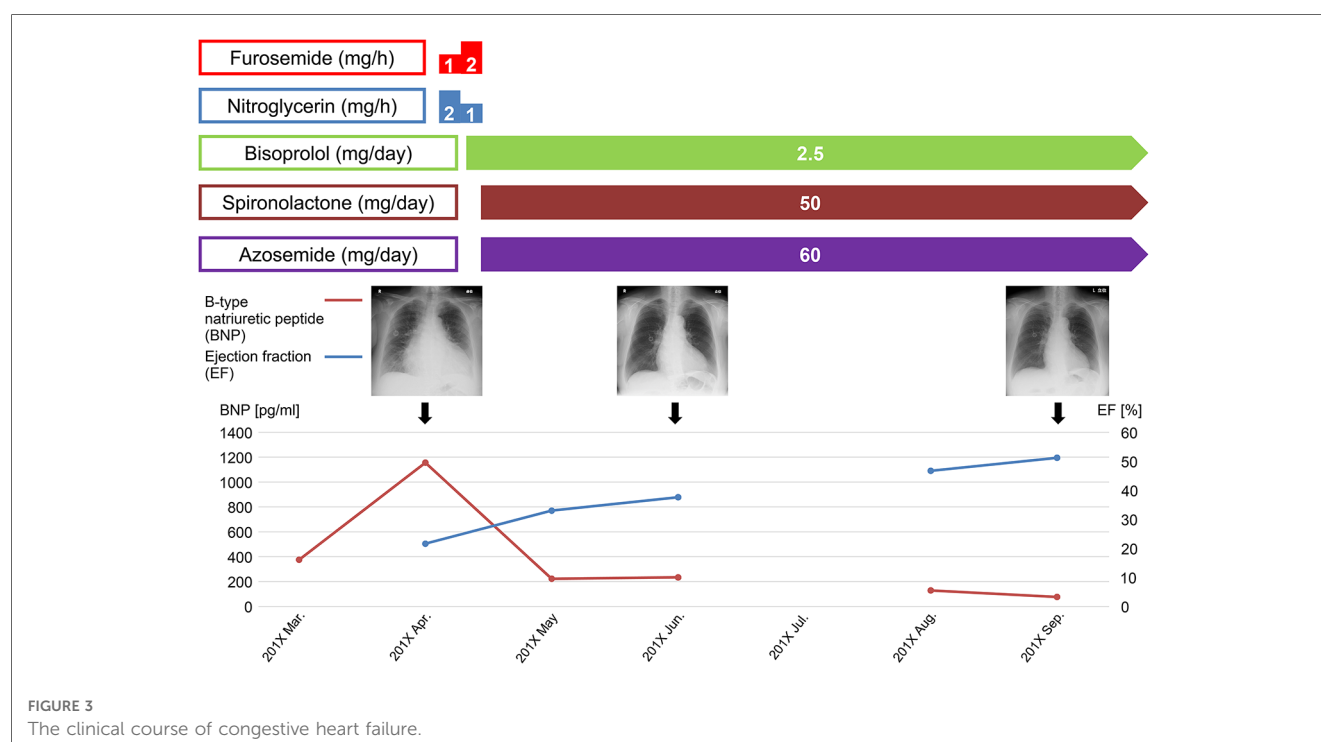 Furosemide (mg/h)
1 2
Nitroglycerin (mg/h)
2 1
Bisoprolol (mg/day)
2.5
Spironolactone (mg/day)
50
Azosemide (mg/day)
60
B-type
natriuretic peptide
(BNP)
Ejection fraction
(EF)
R
R
L
BNP [pg/ml]
EF [%]
1400
1200
1000
800
600
400
200
0
60
50
40
30
20
10
0
201X Mar.
201X Apr.
201X May
201X Jun.
201X Jul.
201X Aug.
201X Sep.
FIGURE 3
The clinical course of congestive heart failure.